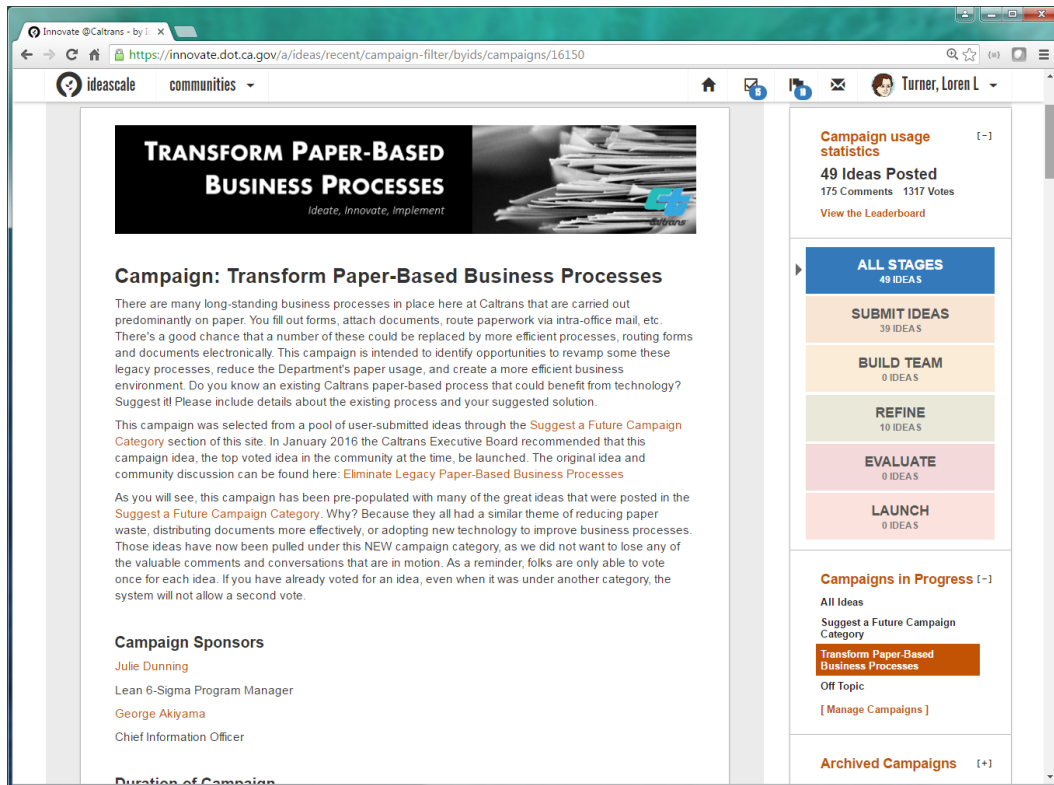 Innovate @Caltrans - by I
https://innovate.dot.ca.gov/a/ideas/recent/campaign-filter/byids/campaigns/16150
ideascale
communities
15
10
Turner, Loren L
TRANSFORM PAPER-BASED
BUSINESS PROCESSES
Ideate, Innovate, Implement
Caltrans
Campaign: Transform Paper-Based Business Processes
There are many long-standing business processes in place here at Caltrans that are carried out
predominantly on paper. You fill out forms, attach documents, route paperwork via intra-office mail, etc.
There's a good chance that a number of these could be replaced by more efficient processes, routing forms
and documents electronically. This campaign is intended to identify opportunities to revamp some these
legacy processes, reduce the Department's paper usage, and create a more efficient business
environment. Do you know an existing Caltrans paper-based process that could benefit from technology?
Suggest it! Please include details about the existing process and your suggested solution.
This campaign was selected from a pool of user-submitted ideas through the Suggest a Future Campaign
Category section of this site. In January 2016 the Caltrans Executive Board recommended that this
campaign idea, the top voted idea in the community at the time, be launched. The original idea and
community discussion can be found here: Eliminate Legacy Paper-Based Business Processes
As you will see, this campaign has been pre-populated with many of the great ideas that were posted in the
Suggest a Future Campaign Category. Why? Because they all had a similar theme of reducing paper
waste, distributing documents more effectively, or adopting new technology to improve business processes.
Those ideas have now been pulled under this NEW campaign category, as we did not want to lose any of
the valuable comments and conversations that are in motion. As a reminder, folks are only able to vote
once for each idea. If you have already voted for an idea, even when it was under another category, the
system will not allow a second vote.
Campaign Sponsors
Julie Dunning
Lean 6-Sigma Program Manager
George Akiyama
Chief Information Officer
Duration of Campaign
Campaign usage [-]
statistics
49 Ideas Posted
175 Comments 1317 Votes
View the Leaderboard
ALL STAGES
49 IDEAS
SUBMIT IDEAS
39 IDEAS
BUILD TEAM
0 IDEAS
REFINE
10 IDEAS
EVALUATE
0 IDEAS
LAUNCH
0 IDEAS
Campaigns in Progress [-]
All Ideas
Suggest a Future Campaign
Category
Transform Paper-Based
Business Processes
Off Topic
[ Manage Campaigns ]
Archived Campaigns [+]